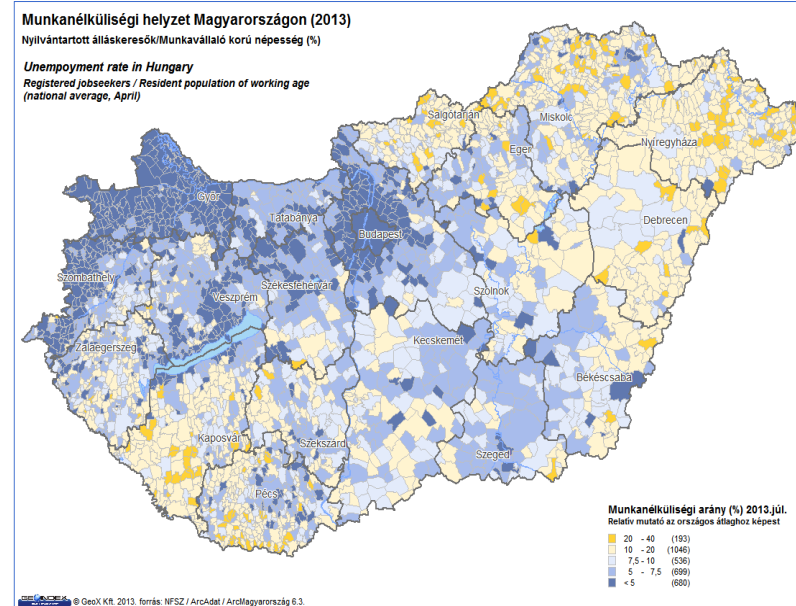 Munkanélküliségi helyzet Magyarországon (2013)
Nyilvántartott álláskeresők/Munkavállaló korú népesség (%)
Unempoyment rate in Hungary
Registered jobseekers / Resident population of working age
(national average, April)
Salgótarján
Miskolc
Eger
Nyíregyháza
Győr
Tatabánya
Budapest
Debrecen
Szombathely
Veszprém
Székesfehérvár
Szolnok
Zalaegerszeg
Kecskemét
Békéscsaba
Kaposvár
Szekszárd
Szeged
Pécs
Munkanélküliségi arány (%) 2013.júl.
Relatív mutató az országos átlaghoz képest
20 - 40 (193)
10 - 20 (1046)
7,5 - 10 (536)
5 - 7,5 (699)
< 5 (680)
© GeoX Kft. 2013. forrás: NFSZ / ArcAdat / ArcMagyarország 6.3.